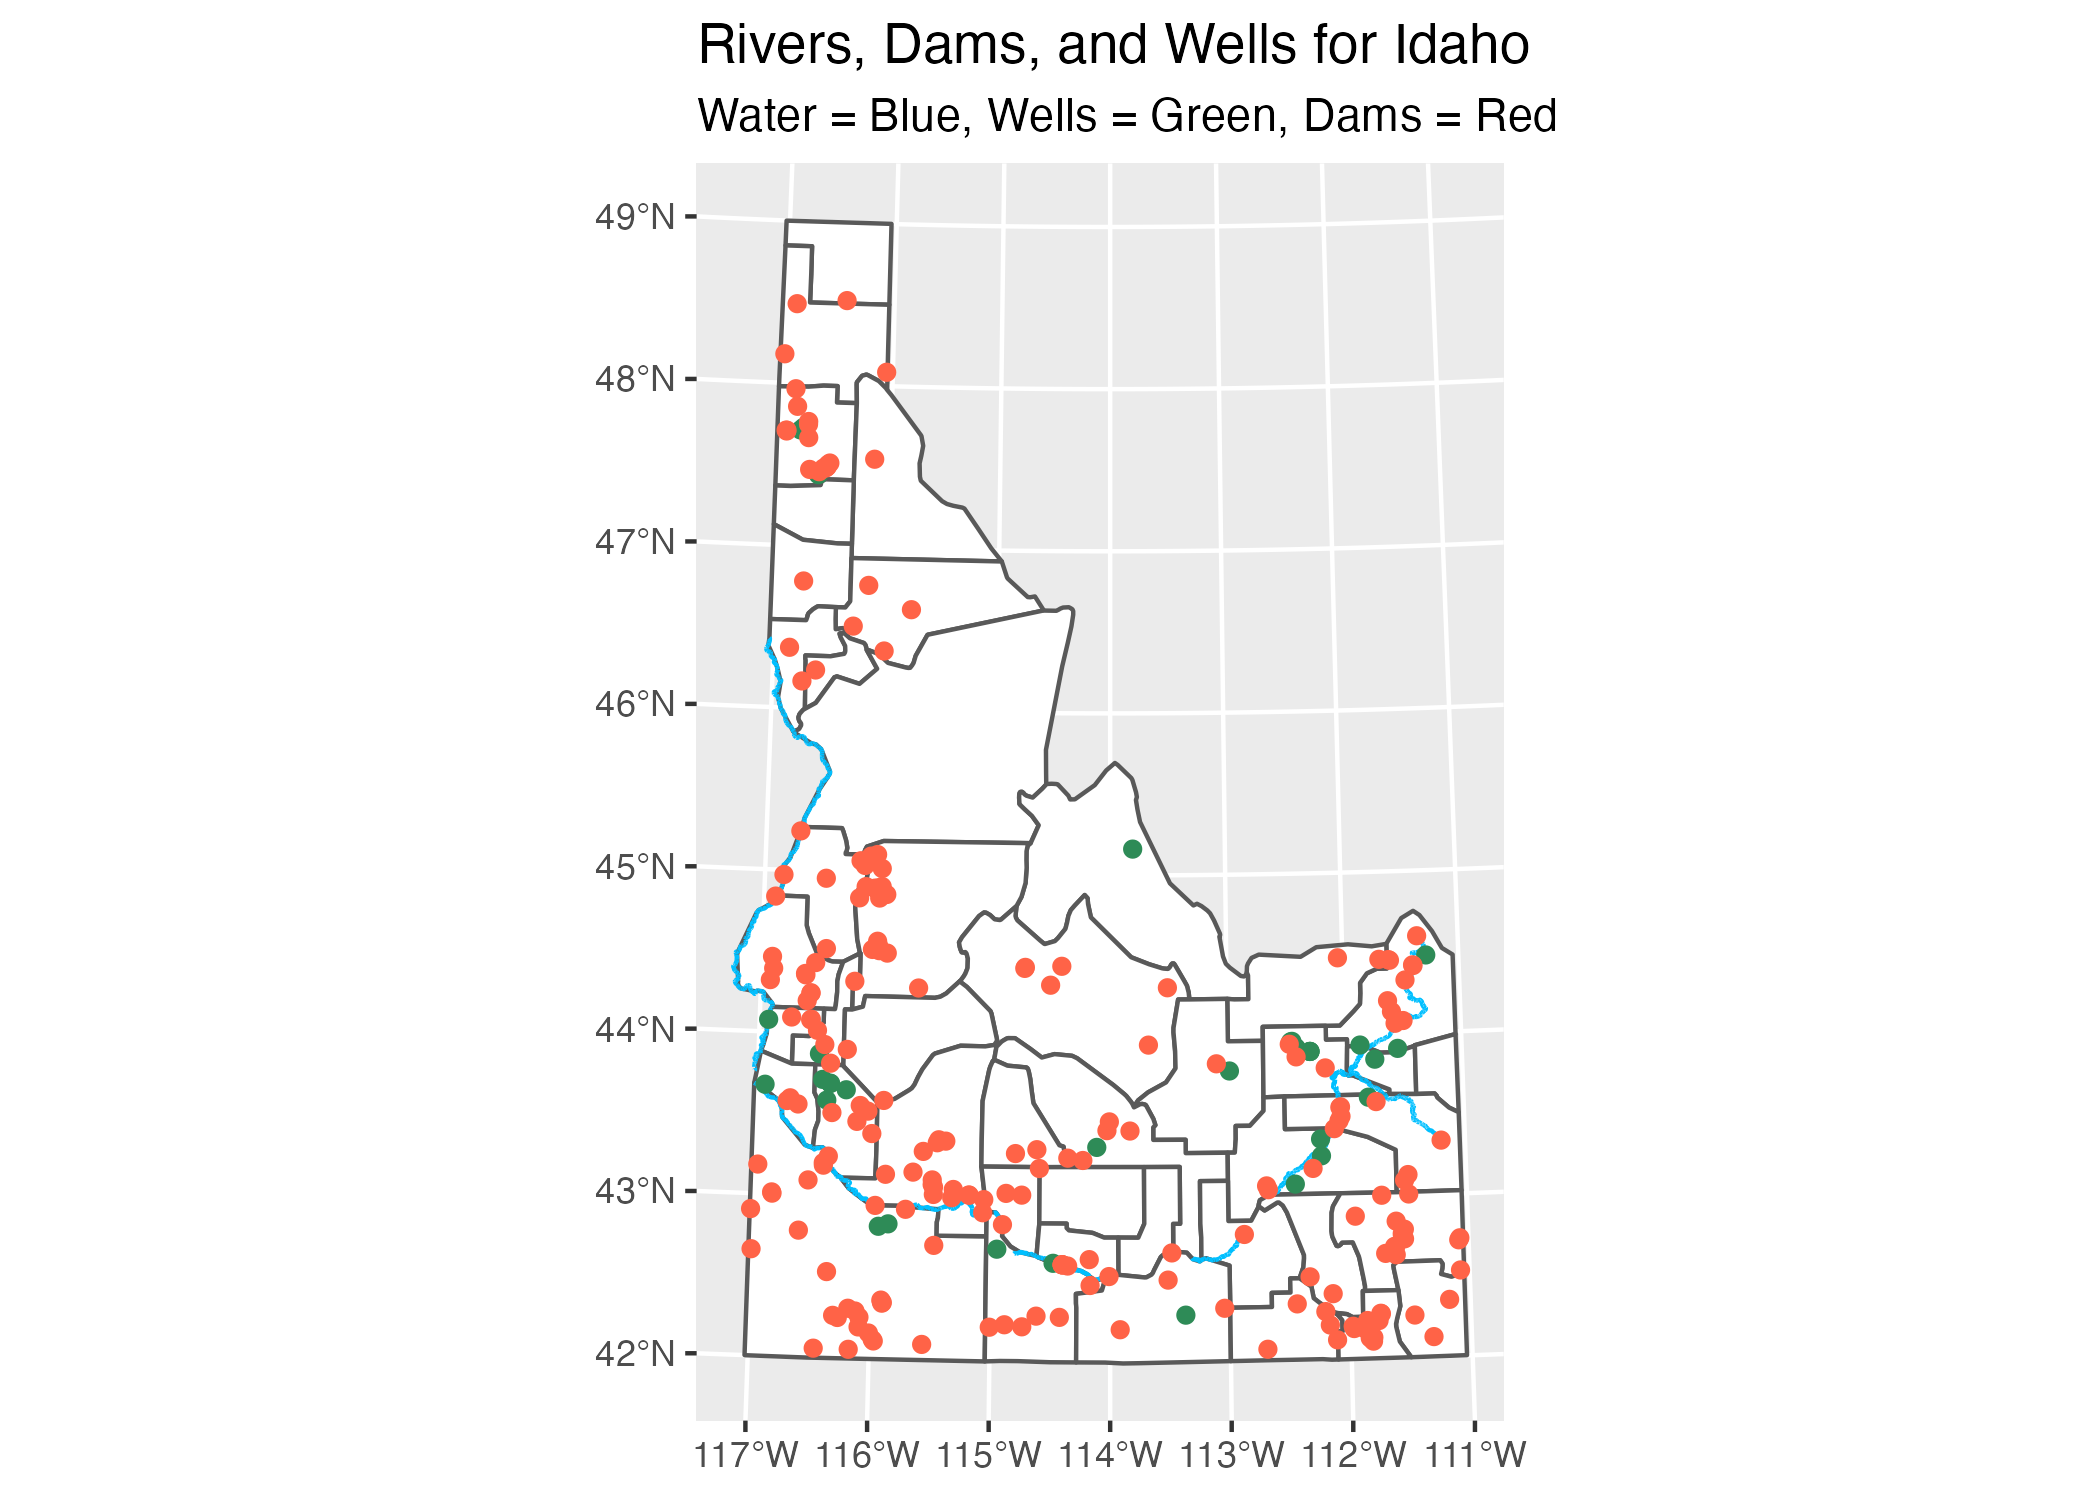 Rivers, Dams, and Wells for Idaho
Water = Blue, Wells = Green, Dams = Red
49°N
48°N
47°N
46°N
45°N
44°N
43°N
42°N
117°W 116°W 115°W 114°W 113°W 112°W 111°W